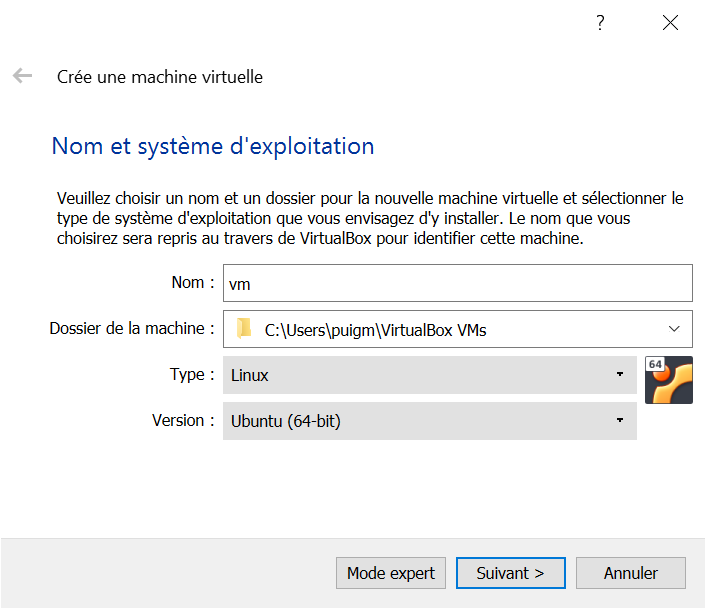 ?
Crée une machine virtuelle
Nom et système d'exploitation
Veuillez choisir un nom et un dossier pour la nouvelle machine virtuelle et sélectionner le
type de système d'exploitation que vous envisagez d'y installer. Le nom que vous
choisirez sera repris au travers de VirtualBox pour identifier cette machine.
Nom : vm
Dossier de la machine : C:\Users\puigm\VirtualBox VMs
Type : Linux
64
Version : Ubuntu (64-bit)
Mode expert Suivant > Annuler